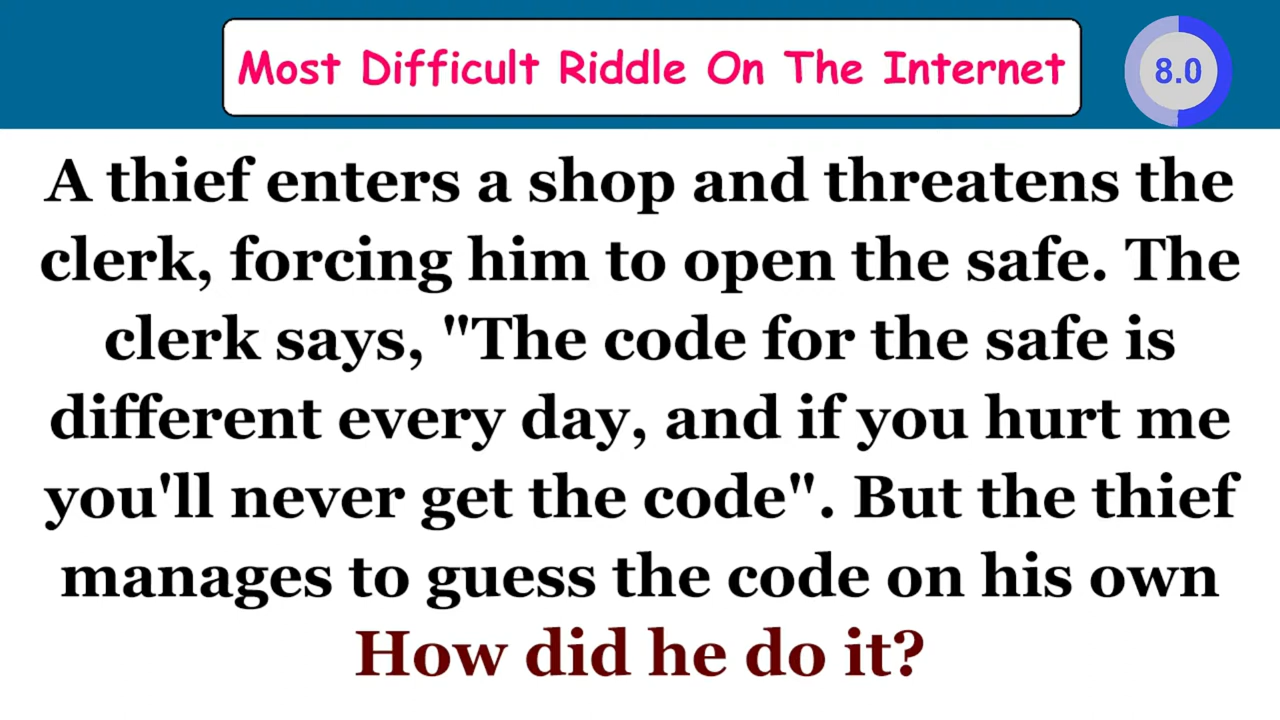 Most Difficult Riddle On The Internet
8.0
A thief enters a shop and threatens the
clerk, forcing him to open the safe. The
clerk says, "The code for the safe is
different every day, and if you hurt me
you'll never get the code". But the thief
manages to guess the code on his own
How did he do it?